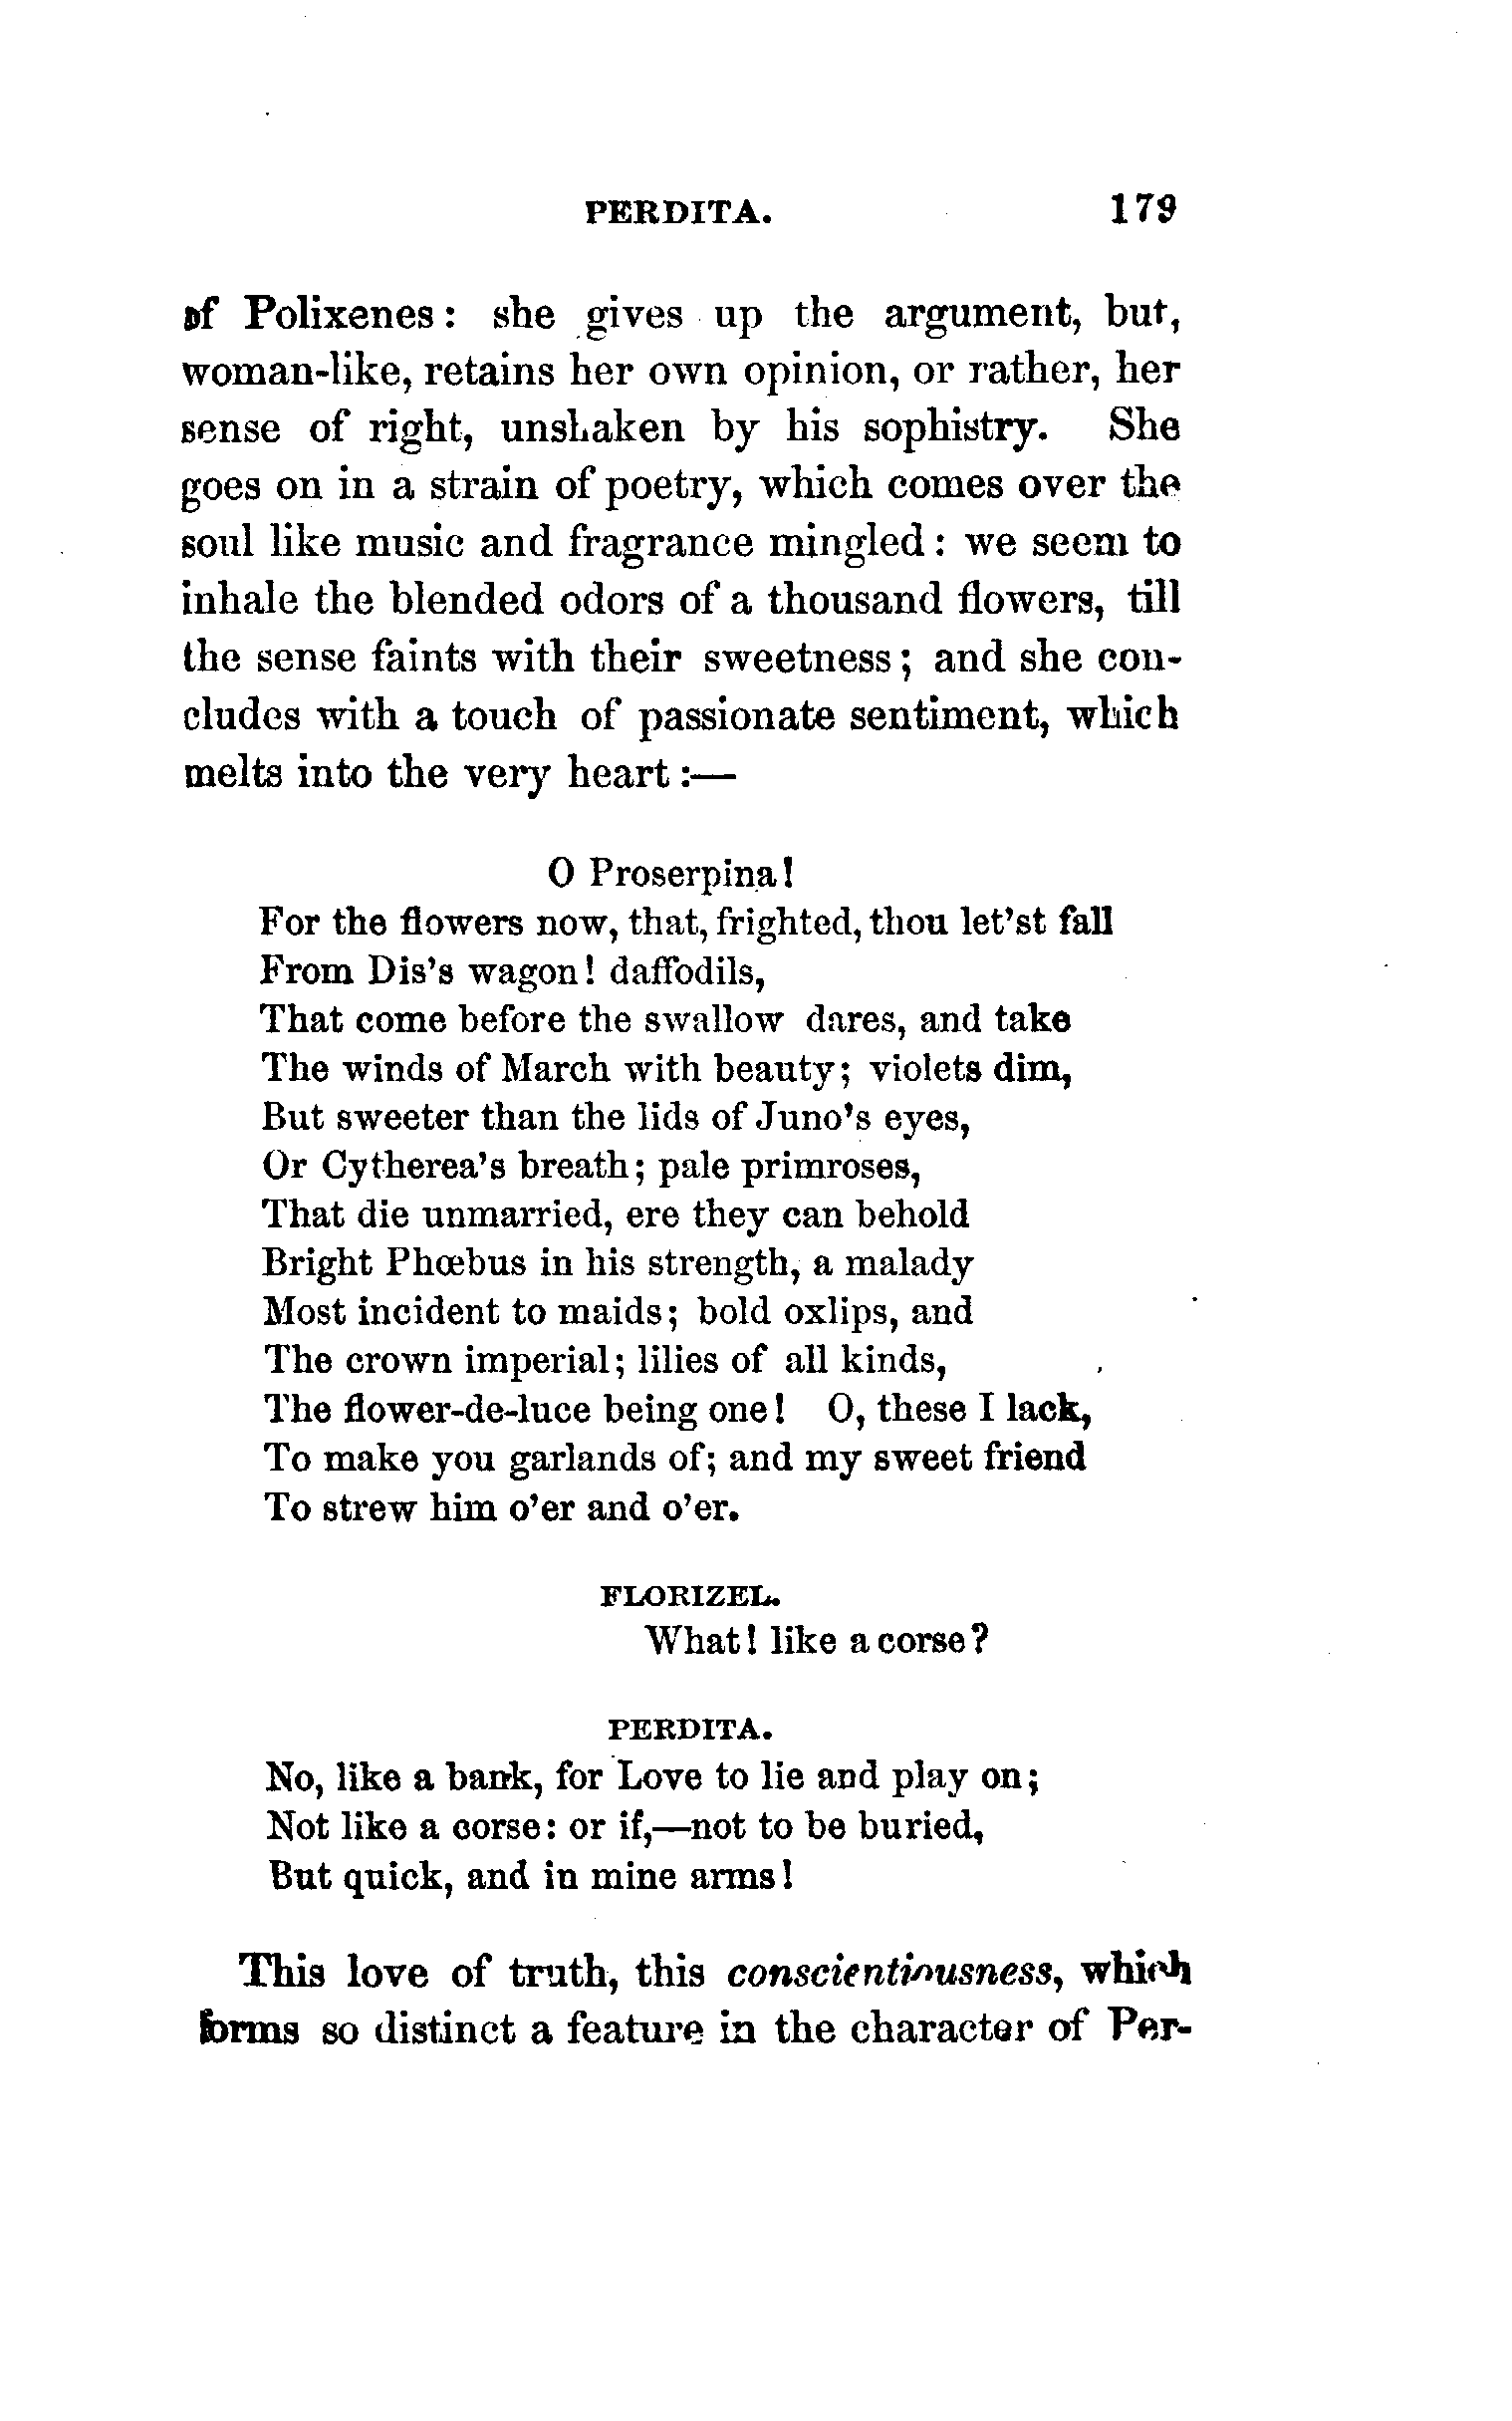 PERDITA. 179
of Polixenes: she gives up the argument, but,
woman-like, retains her own opinion, or rather, her
sense of right, unshaken by his sophistry. She
goes on in a strain of poetry, which comes over the
soul like music and fragrance mingled: we seem to
inhale the blended odors of a thousand flowers, till
the sense faints with their sweetness; and she con-
cludes with a touch of passionate sentiment, which
melts into the very heart:—
O Proserpina!
For the flowers now, that, frighted, thou let'st fall
From Dis's wagon! daffodils,
That come before the swallow dares, and take
The winds of March with beauty; violets dim,
But sweeter than the lids of Juno's eyes,
Or Cytherea's breath; pale primroses,
That die unmarried, ere they can behold
Bright Phœbus in his strength, a malady
Most incident to maids; bold oxlips, and
The crown imperial; lilies of all kinds,
The flower-de-luce being one! O, these I lack,
To make you garlands of; and my sweet friend
To strew him o'er and o'er.
FLORIZEL.
What! like a corse?
PERDITA.
No, like a bank, for Love to lie and play on;
Not like a corse: or if,—not to be buried,
But quick, and in mine arms!
This love of truth, this conscientiousness, which
forms so distinct a feature in the character of Per-